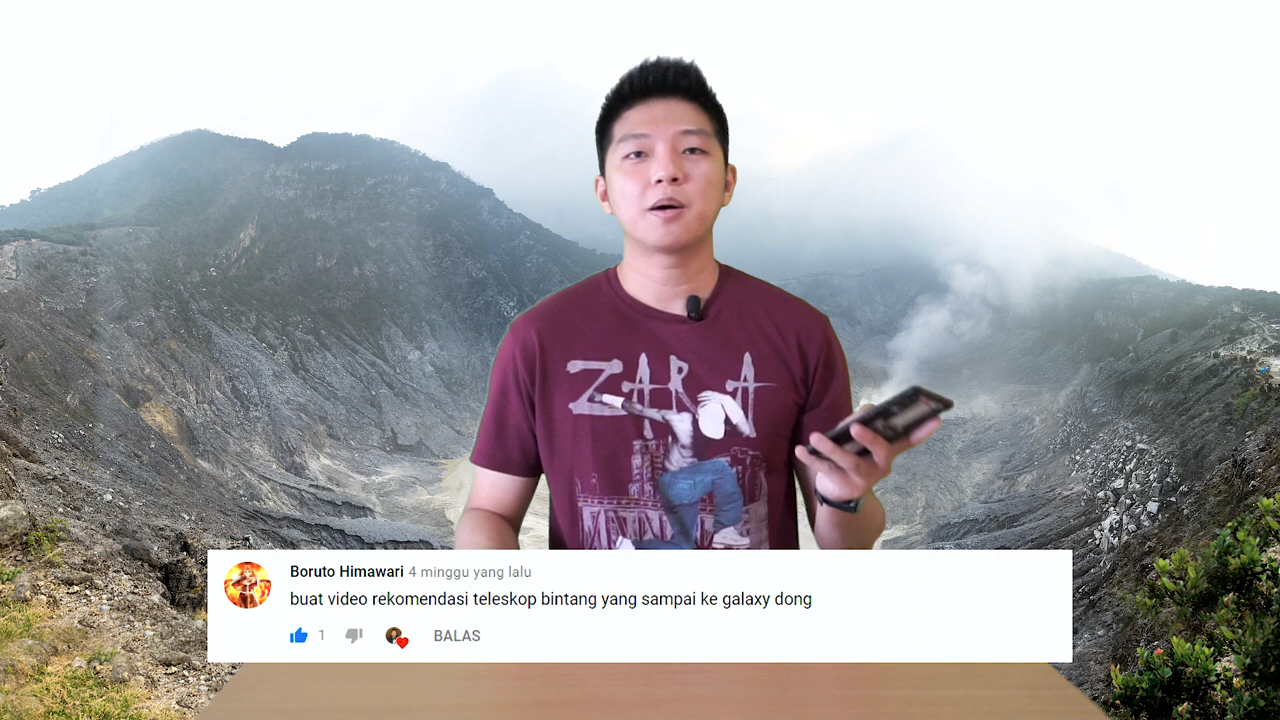 ZARA
Boruto Himawari 4 minggu yang lalu
buat video rekomendasi teleskop bintang yang sampai ke galaxy dong
1 BALAS